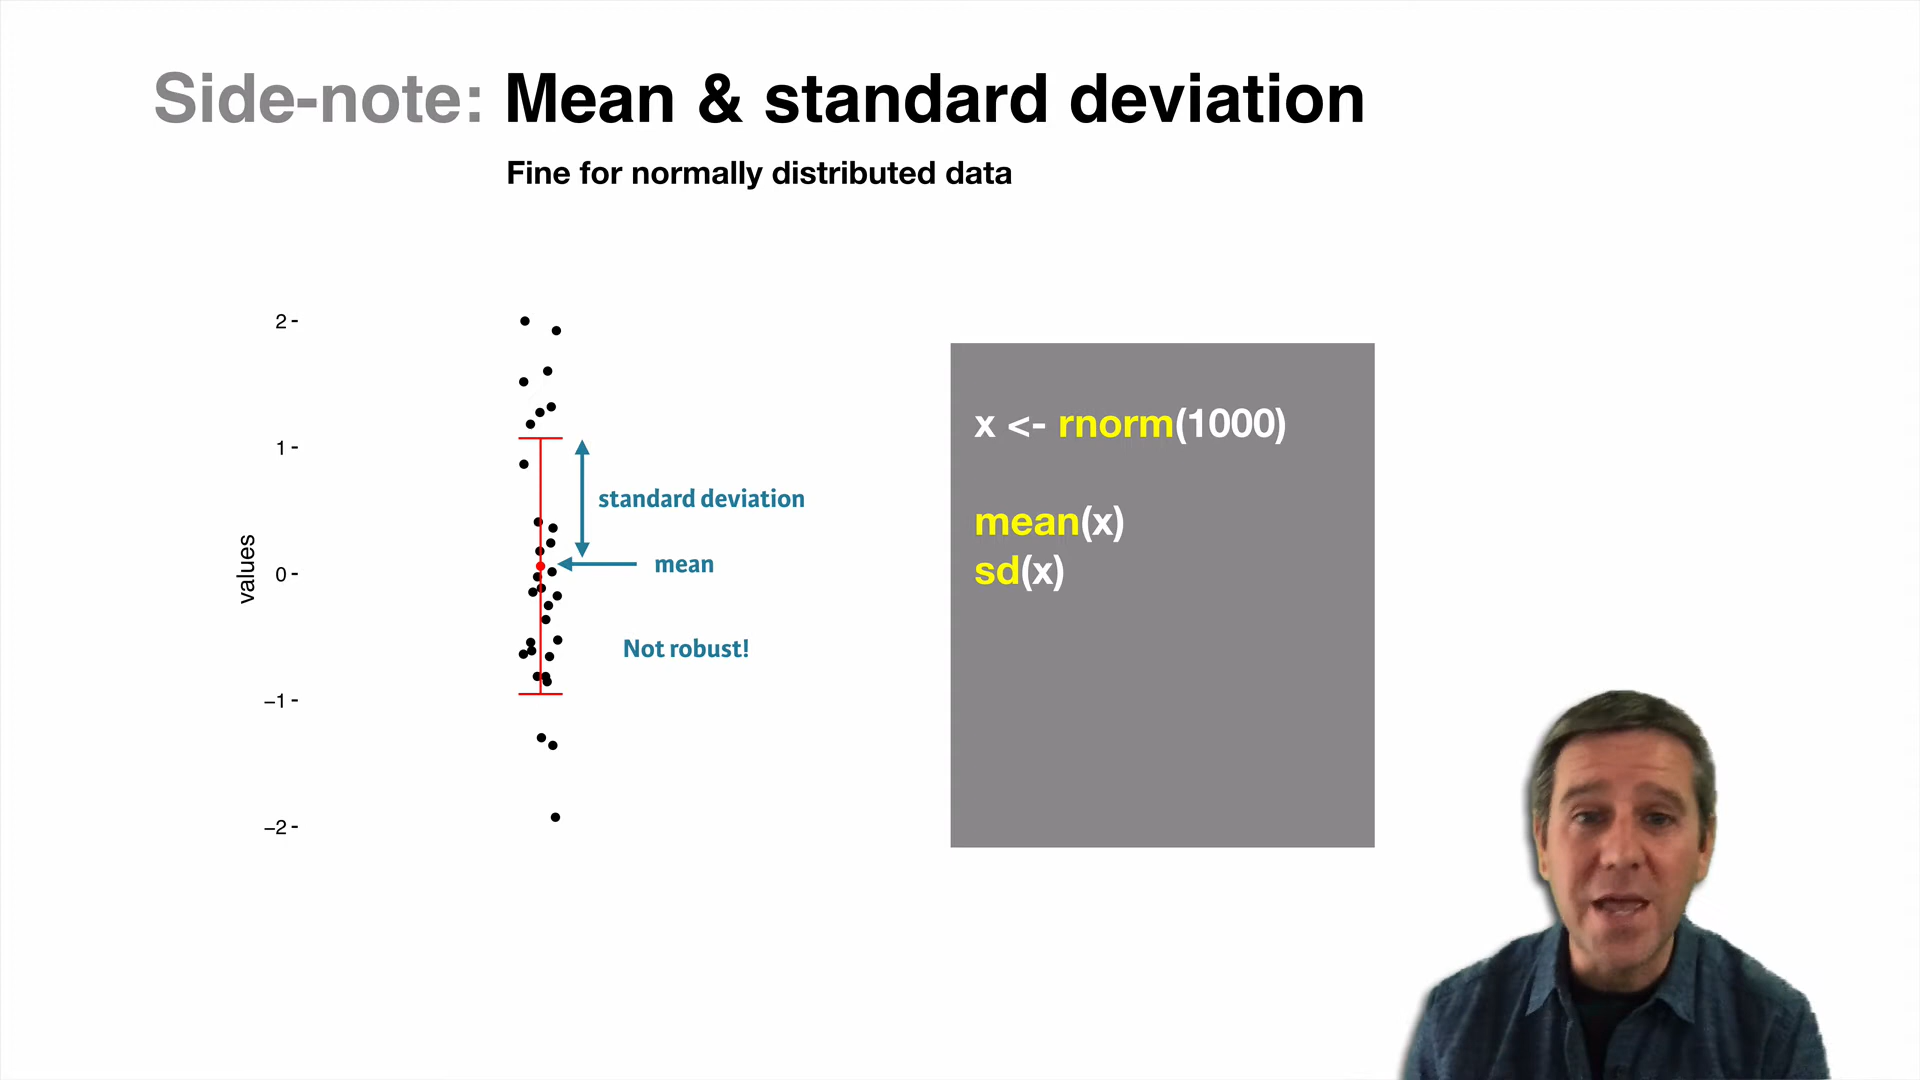 Side-note: Mean & standard deviation
Fine for normally distributed data
2
1
0
−1
−2
values
standard deviation
mean
Not robust!
x <- rnorm(1000)
mean(x)
sd(x)